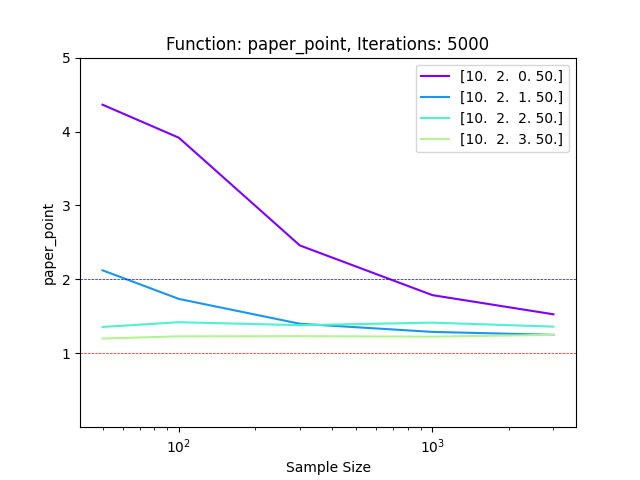 Function: paper_point, Iterations: 5000
[10. 2. 0. 50.]
[10. 2. 1. 50.]
[10. 2. 2. 50.]
[10. 2. 3. 50.]
5
4
3
2
1
paper_point
10²
10³
Sample Size